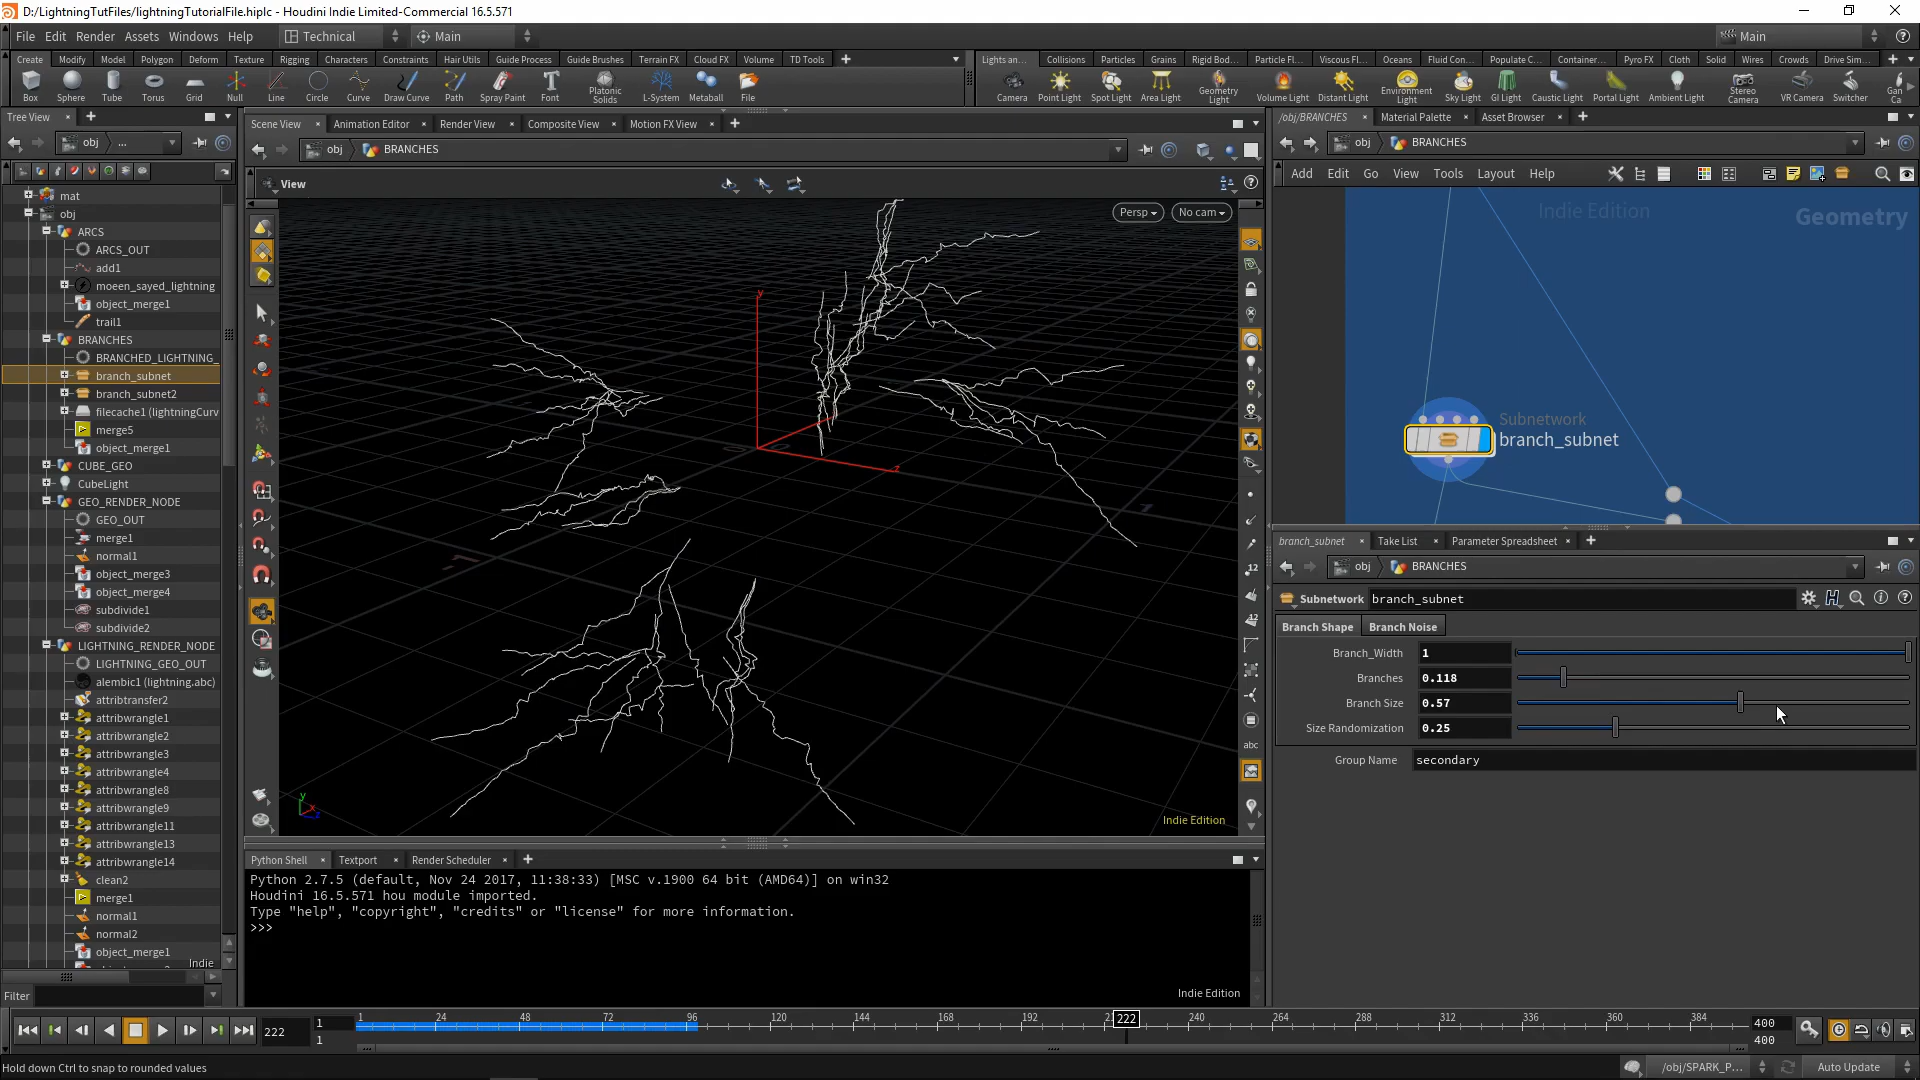 D:/LightningTutFiles/lightningTutorialFile.hiplc - Houdini Indie Limited-Commercial 16.5.571
File Edit Render Assets Windows Help Technical Main Main
Create Modify Model Polygon Deform Texture Rigging Characters Constraints Hair Utils Guide Process Guide Brushes Terrain FX Cloud FX Volume TD Tools
Lights an... Collisions Particles Grains Rigid Bod... Particle Fl... Viscous Fl... Oceans Fluid Con... Populate C... Container... Pyro FX Cloth Solid Wires Crowds Drive Sim...
Box Sphere Tube Torus Grid Null Line Circle Curve Draw Curve Path Spray Paint Font Platonic Solids L-System Metaball File
Camera Point Light Spot Light Area Light Geometry Light Volume Light Distant Light Environment Light Sky Light GI Light Caustic Light Portal Light Ambient Light Stereo Camera VR Camera Switcher Gan Ca
Tree View
obj ...
mat
obj
ARCS
ARCS_OUT
add1
moeen_sayed_lightning
object_merge1
trail1
BRANCHES
BRANCHED_LIGHTNING_
branch_subnet
branch_subnet2
filecache1 (lightningCurv
merge5
object_merge1
CUBE_GEO
CubeLight
GEO_RENDER_NODE
GEO_OUT
merge1
normal1
object_merge3
object_merge4
subdivide1
subdivide2
LIGHTNING_RENDER_NODE
LIGHTNING_GEO_OUT
alembic1 (lightning.abc)
attribtransfer2
attribwrangle1
attribwrangle2
attribwrangle3
attribwrangle4
attribwrangle8
attribwrangle9
attribwrangle11
attribwrangle13
attribwrangle14
clean2
merge1
normal1
normal2
object_merge1
Indie
Filter
Scene View Animation Editor Render View Composite View Motion FX View
obj BRANCHES
View
Persp No cam
y
z
Indie Edition
12
12
abc
Python Shell Textport Render Scheduler
Python 2.7.5 (default, Nov 24 2017, 11:38:33) [MSC v.1900 64 bit (AMD64)] on win32
Houdini 16.5.571 hou module imported.
Type "help", "copyright", "credits" or "license" for more information.
>>>
Indie Edition
/obj/BRANCHES Material Palette Asset Browser
obj BRANCHES
Add Edit Go View Tools Layout Help
Indie Edition
Geometry
Subnetwork
branch_subnet
branch_subnet Take List Parameter Spreadsheet
obj BRANCHES
Subnetwork branch_subnet
Branch Shape Branch Noise
Branch_Width 1
Branches 0.118
Branch Size 0.57
Size Randomization 0.25
Group Name secondary
222
1
1
1 24 48 72 96 120 144 168 192 222 240 264 288 312 336 360 384
400
400
Hold down Ctrl to snap to rounded values
/obj/SPARK_P... Auto Update